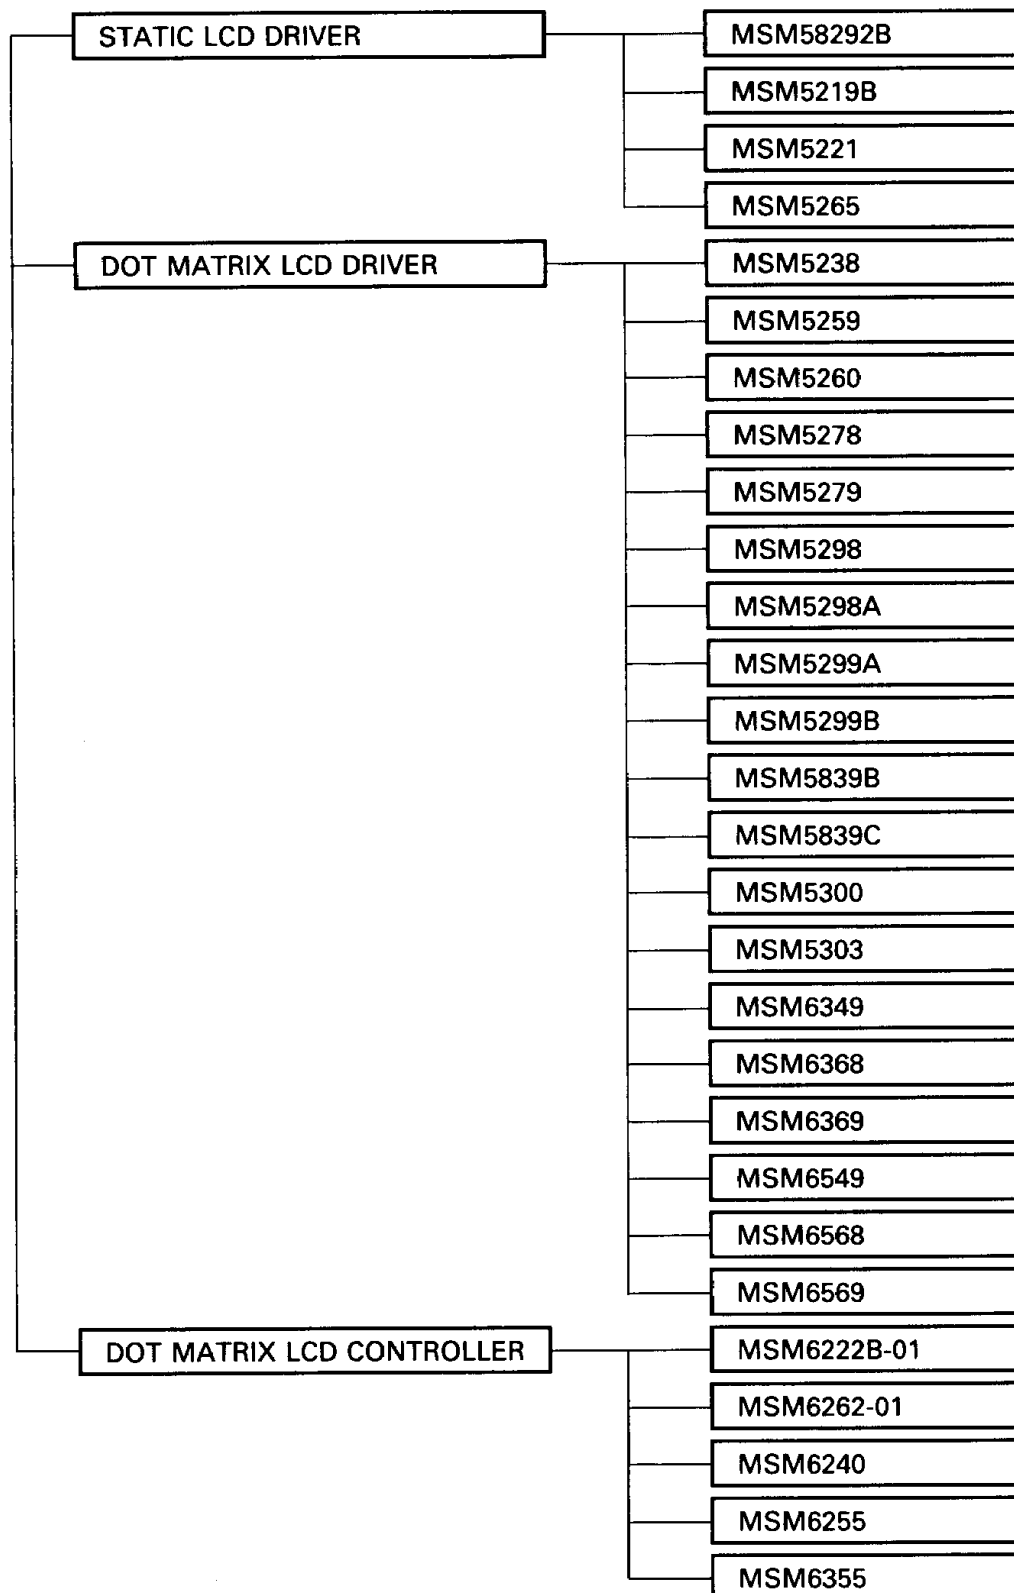 STATIC LCD DRIVER
MSM58292B
MSM5219B
MSM5221
MSM5265
DOT MATRIX LCD DRIVER
MSM5238
MSM5259
MSM5260
MSM5278
MSM5279
MSM5298
MSM5298A
MSM5299A
MSM5299B
MSM5839B
MSM5839C
MSM5300
MSM5303
MSM6349
MSM6368
MSM6369
MSM6549
MSM6568
MSM6569
DOT MATRIX LCD CONTROLLER
MSM6222B-01
MSM6262-01
MSM6240
MSM6255
MSM6355